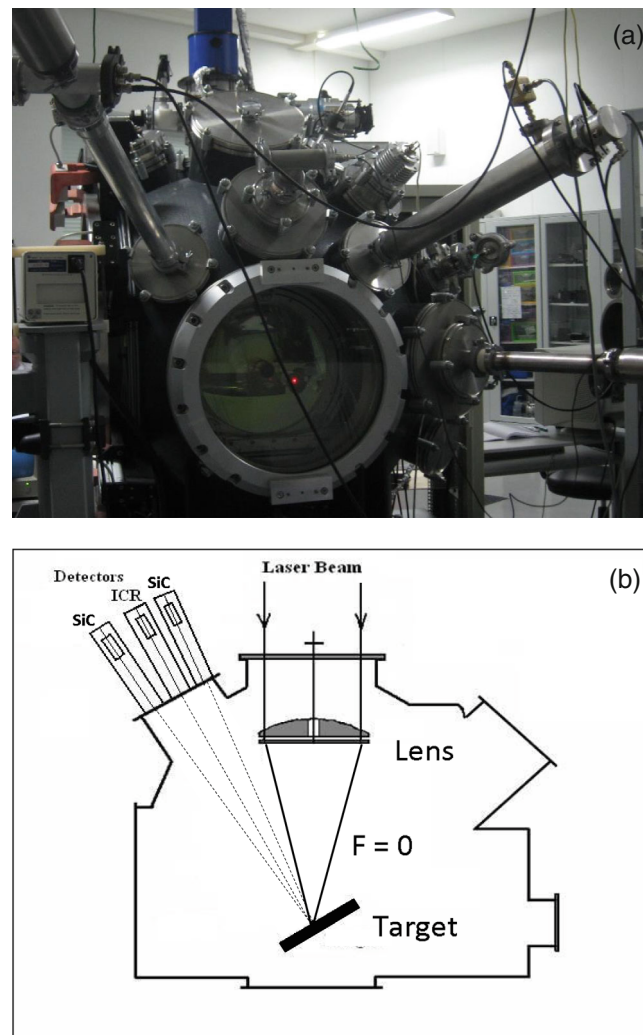 (a)
(b)
Laser Beam
Detectors
SiC
ICR
SiC
Lens
F = 0
Target